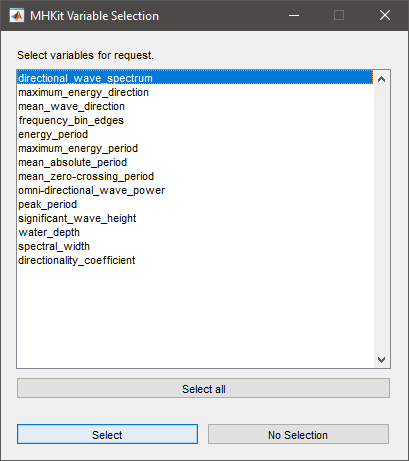 MHKit Variable Selection
Select variables for request.
directional_wave_spectrum
maximum_energy_direction
mean_wave_direction
frequency_bin_edges
energy_period
maximum_energy_period
mean_absolute_period
mean_zero-crossing_period
omni-directional_wave_power
peak_period
significant_wave_height
water_depth
spectral_width
directionality_coefficient
Select all
Select No Selection